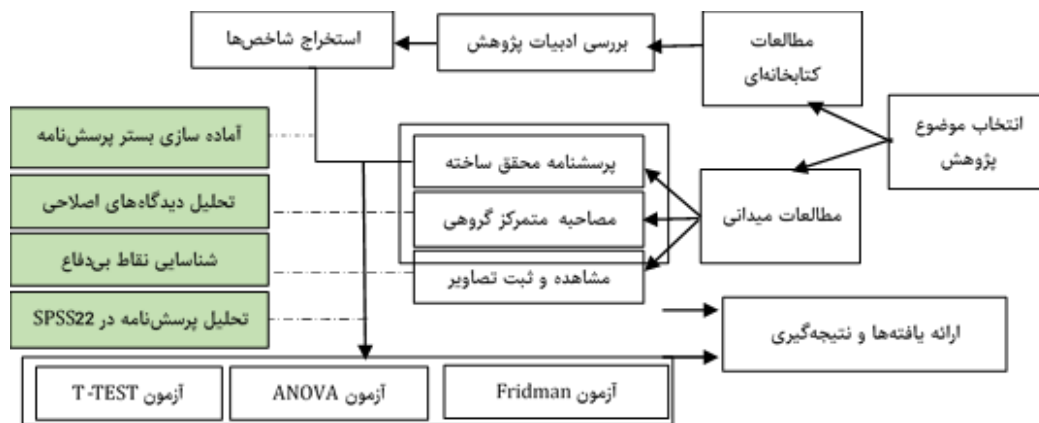 انتخاب موضوع
پژوهش
مطالعات
کتابخانه‌ای
بررسی ادبیات پژوهش
استخراج شاخص‌ها
مطالعات میدانی
پرسشنامه محقق ساخته
مصاحبه متمرکز گروهی
مشاهده و ثبت تصاویر
آماده سازی بستر پرسش‌نامه
تحلیل دیدگاه‌های اصلاحی
شناسایی نقاط بی‌دفاع
تحلیل پرسش‌نامه در SPSS22
آزمون Fridman
آزمون ANOVA
آزمون T-TEST
ارائه یافته‌ها و نتیجه‌گیری